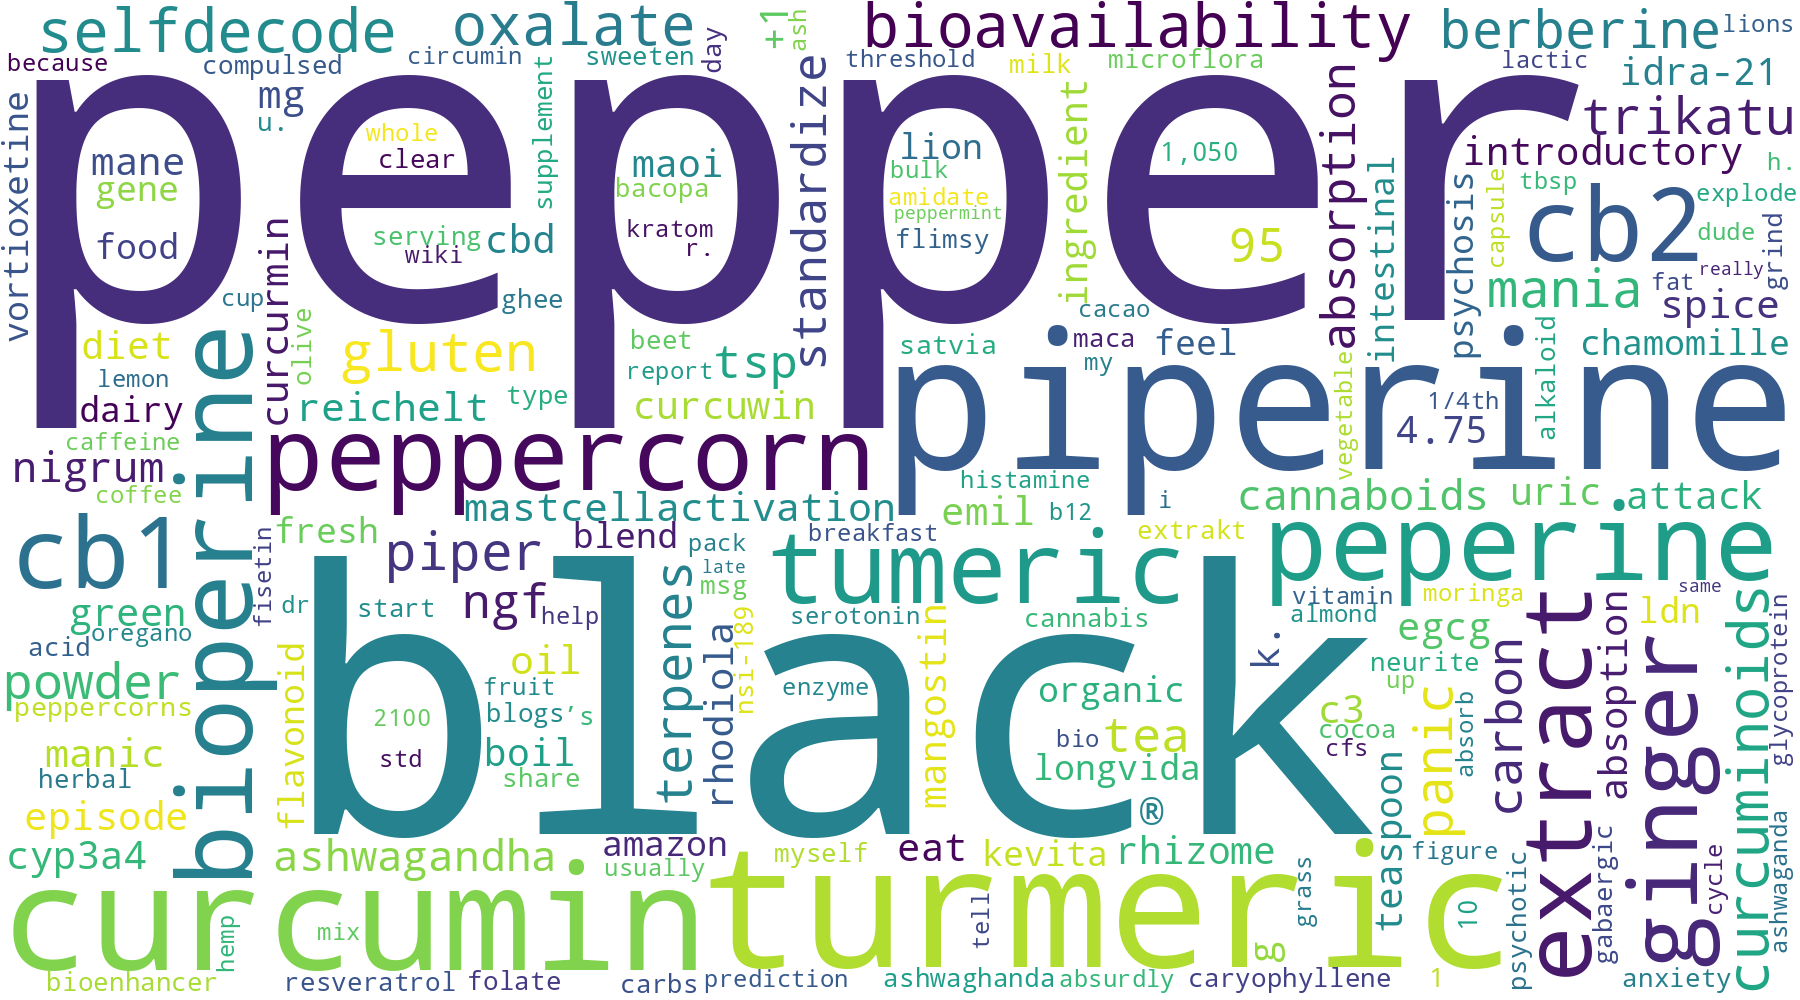 selfdecode
oxalate
+1
ash
bioavailability
berberine
lions
because
compulsed
circumin
sweeten
day
threshold
milk
microflora
lactic
idra-21
mg
u.
supplement
standardize
ingredient
absorption
trikatu
pepper
vortioxetine
mane
gene
food
whole
clear
serving
wiki
cbd
maoi
bacopa
kratom
r.
lion
bulk
amidate
peppermint
flimsy
1,050
95
intestinal
psychosis
introductory
h.
capsule
tbsp
explode
cb2
dude
grind
really
mania
fat
spice
cup
curcurmin
ghee
cacao
diet
lemon
dairy
olive
gluten
reichelt
type
beet
report
tsp
curcuwin
satvia
maca
my
feel
chamomille
alkaloid
vegetable
1/4th
4.75
piperine
caffeine
nigrum
coffee
bioperine
peppercorn
mastcellactivation
histamine
emil
b12
i
cannaboids
uric
attack
cb1
fisetin
fresh
piper
blend
pack
late
msg
breakfast
extrakt
tumeric
peperine
green
oregano
acid
dr
start
ngf
help
terpenes
nsi-189
serotonin
cannabis
vitamin
almond
moringa
same
powder
peppercorns
flavonoid
oil
fruit
blogs's
rhodiola
black
enzyme
mangostin
organic
k.
egcg
neurite
up
ldn
absoption
curcuminoids
glycoprotein
manic
herbal
episode
2100
std
boil
share
bio
tea
longvida
c3
cocoa
cfs
panic
absorb
carbon
extract
ginger
®
cyp3a4
ashwagandha
amazon
usually
myself
eat
kevita
rhizome
teaspoon
figure
gabaergic
cycle
ashwaganda
curcumin
turmeric
hemp
mix
tell
grass
g
10
psychotic
bioenhancer
resveratrol
folate
carbs
prediction
ashwaghanda
absurdly
caryophyllene
1
anxiety